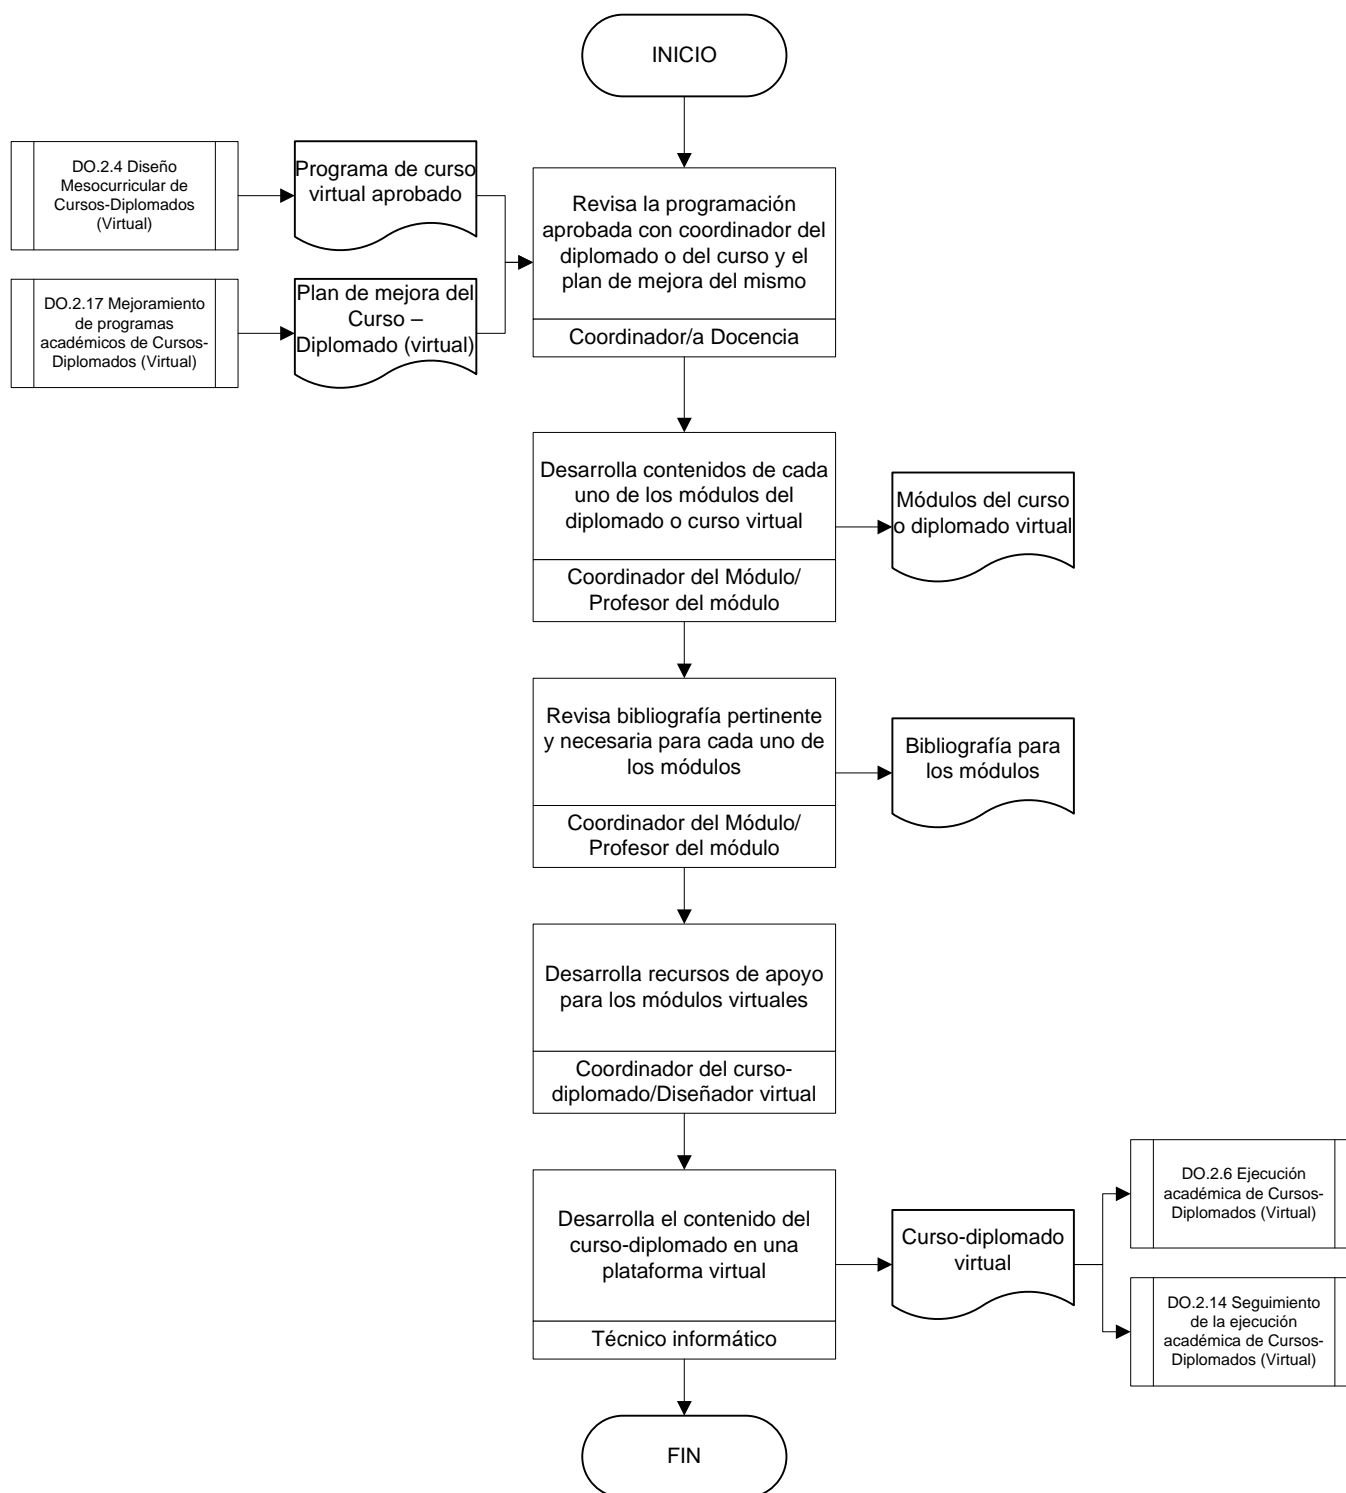 INICIO
DO.2.4 Diseño
Mesocurricular de
Cursos-Diplomados
(Virtual)
Programa de curso
virtual aprobado
Revisa la programación
aprobada con coordinador del
diplomado o del curso y el
plan de mejora del mismo
Coordinador/a Docencia
DO.2.17 Mejoramiento
de programas
académicos de Cursos-
Diplomados (Virtual)
Plan de mejora del
Curso –
Diplomado (virtual)
Desarrolla contenidos de cada
uno de los módulos del
diplomado o curso virtual
Coordinador del Módulo/
Profesor del módulo
Módulos del curso
o diplomado virtual
Revisa bibliografía pertinente
y necesaria para cada uno de
los módulos
Coordinador del Módulo/
Profesor del módulo
Bibliografía para
los módulos
Desarrolla recursos de apoyo
para los módulos virtuales
Coordinador del curso-
diplomado/Diseñador virtual
Desarrolla el contenido del
curso-diplomado en una
plataforma virtual
Técnico informático
Curso-diplomado
virtual
DO.2.6 Ejecución
académica de Cursos-
Diplomados (Virtual)
DO.2.14 Seguimiento
de la ejecución
académica de Cursos-
Diplomados (Virtual)
FIN